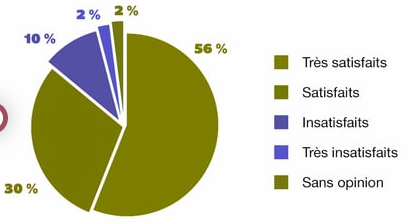 2 %
2 %
10 %
56 %
30 %
Très satisfaits
Satisfaits
Insatisfaits
Très insatisfaits
Sans opinion